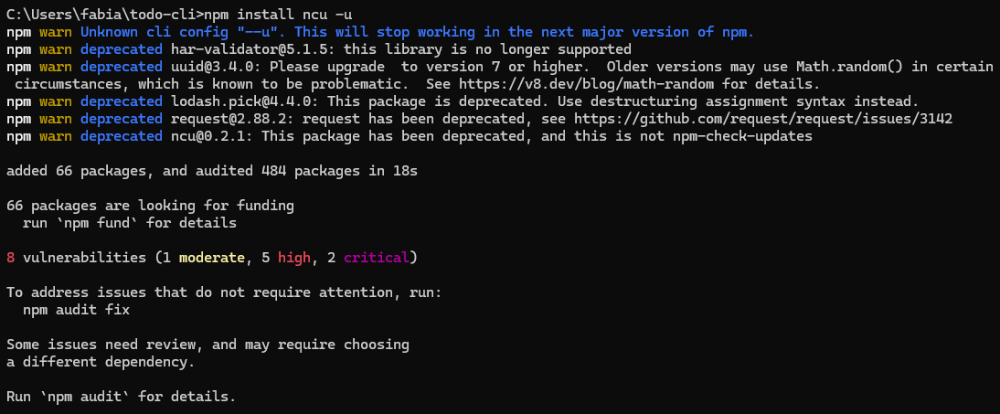 C:\Users\fabia\todo-cli>npm install ncu -u
npm warn Unknown cli config "--u". This will stop working in the next major version of npm.
npm warn deprecated har-validator@5.1.5: this library is no longer supported
npm warn deprecated uuid@3.4.0: Please upgrade  to version 7 or higher.  Older versions may use Math.random() in certain
 circumstances, which is known to be problematic.  See https://v8.dev/blog/math-random for details.
npm warn deprecated lodash.pick@4.4.0: This package is deprecated. Use destructuring assignment syntax instead.
npm warn deprecated request@2.88.2: request has been deprecated, see https://github.com/request/request/issues/3142
npm warn deprecated ncu@0.2.1: This package has been deprecated, and this is not npm-check-updates
added 66 packages, and audited 484 packages in 18s
66 packages are looking for funding
  run `npm fund` for details
8 vulnerabilities (1 moderate, 5 high, 2 critical)
To address issues that do not require attention, run:
  npm audit fix
Some issues need review, and may require choosing
a different dependency.
Run `npm audit` for details.